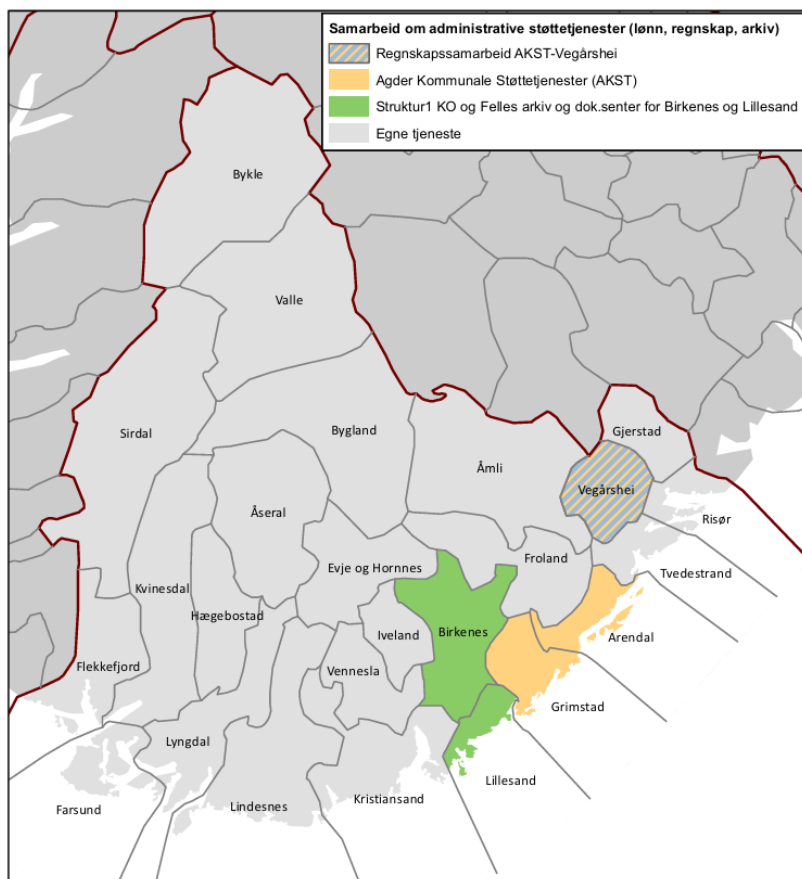 Samarbeid om administrative støttetjenester (lønn, regnskap, arkiv)
Regnskapssamarbeid AKST-Vegårshei
Agder Kommunale Støttetjenester (AKST)
Struktur1 KO og Felles arkiv og dok.senter for Birkenes og Lillesand
Egne tjeneste
Bykle
Valle
Sirdal
Bygland
Gjerstad
Åmli
Vegårshei
Åseral
Risør
Froland
Evje og Hornnes
Tvedestrand
Kvinesdal
Hægebostad
Iveland
Birkenes
Arendal
Flekkefjord
Vennesla
Grimstad
Lyngdal
Lillesand
Farsund
Lindesnes
Kristiansand